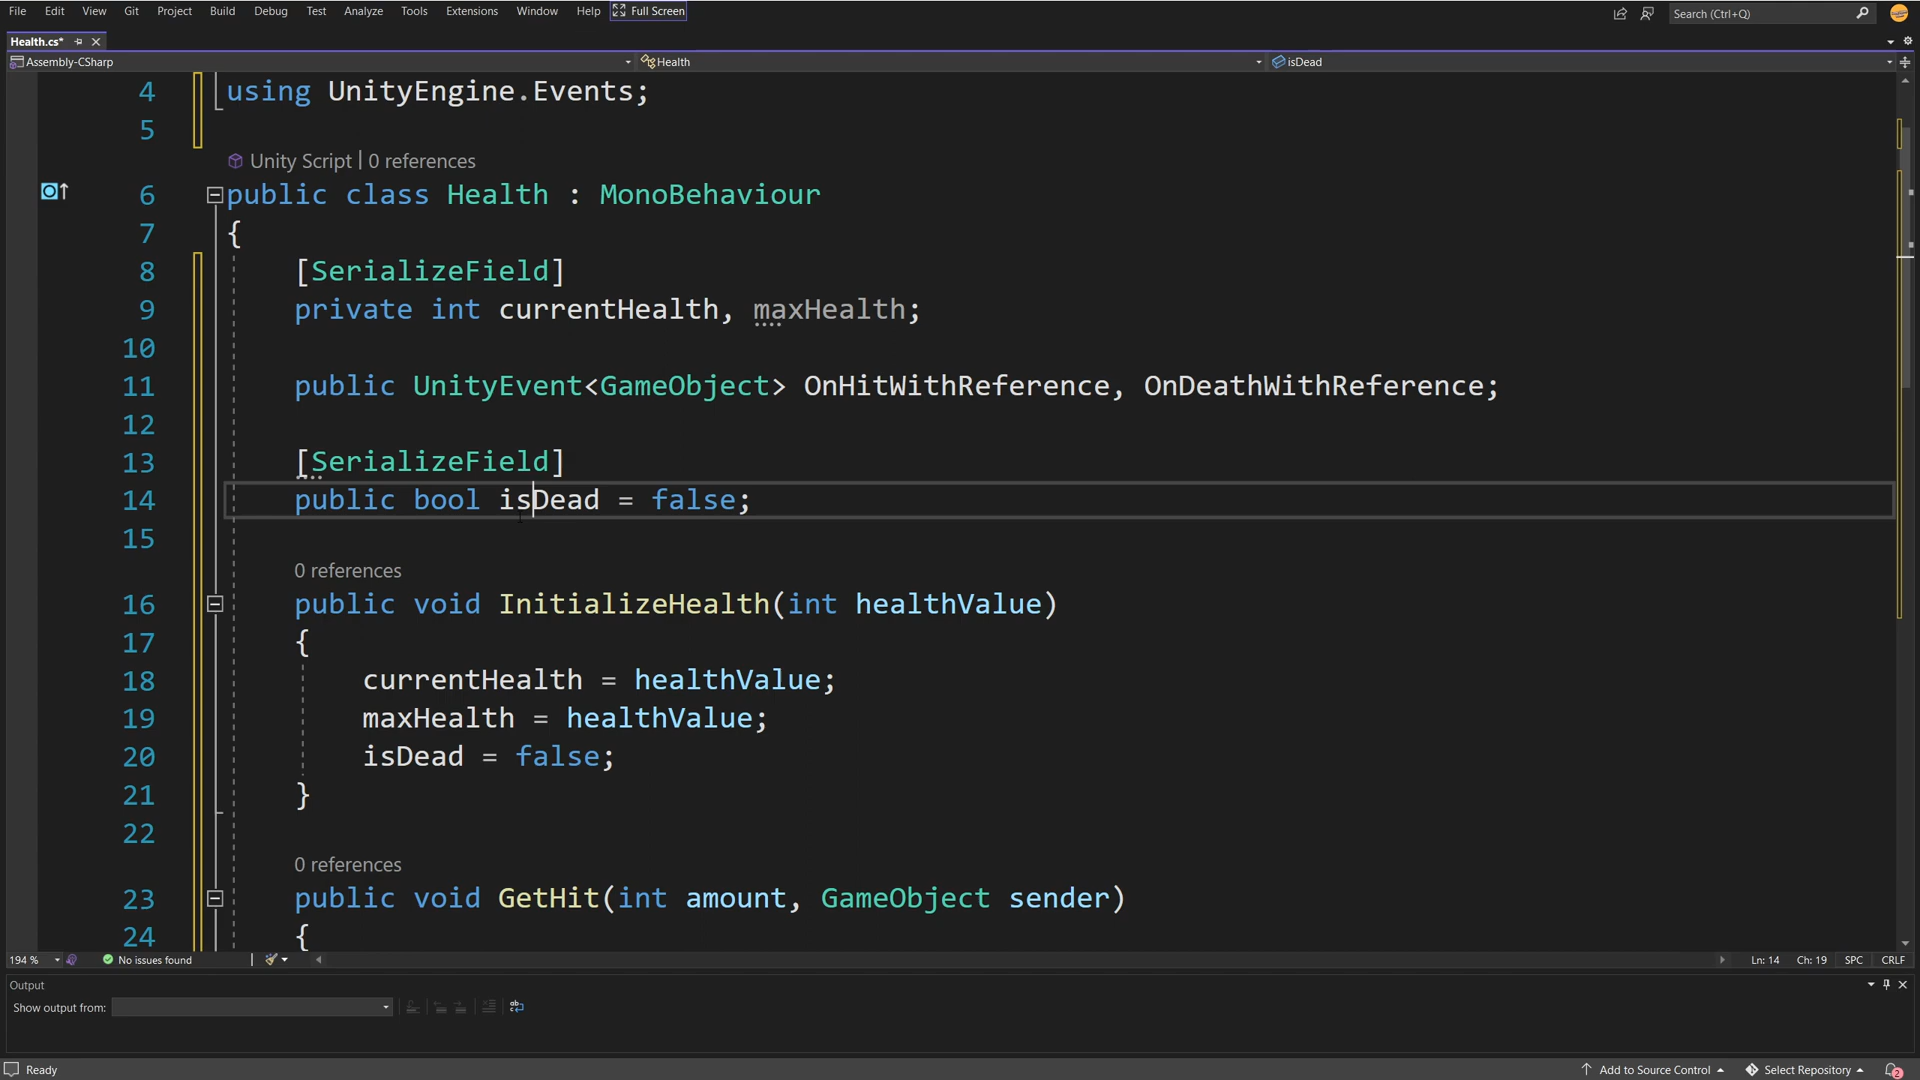 File Edit View Git Project Build Debug Test Analyze Tools Extensions Window Help Full Screen Search (Ctrl+Q)
Health.cs*
Assembly-CSharp Health isDead
4 using UnityEngine.Events;
5
Unity Script | 0 references
6 public class Health : MonoBehaviour
7 {
8 [SerializeField]
9 private int currentHealth, maxHealth;
10
11 public UnityEvent<GameObject> OnHitWithReference, OnDeathWithReference;
12
13 [SerializeField]
14 public bool isDead = false;
15
0 references
16 public void InitializeHealth(int healthValue)
17 {
18 currentHealth = healthValue;
19 maxHealth = healthValue;
20 isDead = false;
21 }
22
0 references
23 public void GetHit(int amount, GameObject sender)
24 {
194 % No issues found Ln: 14 Ch: 19 SPC CRLF
Output
Show output from:
Ready Add to Source Control Select Repository 2